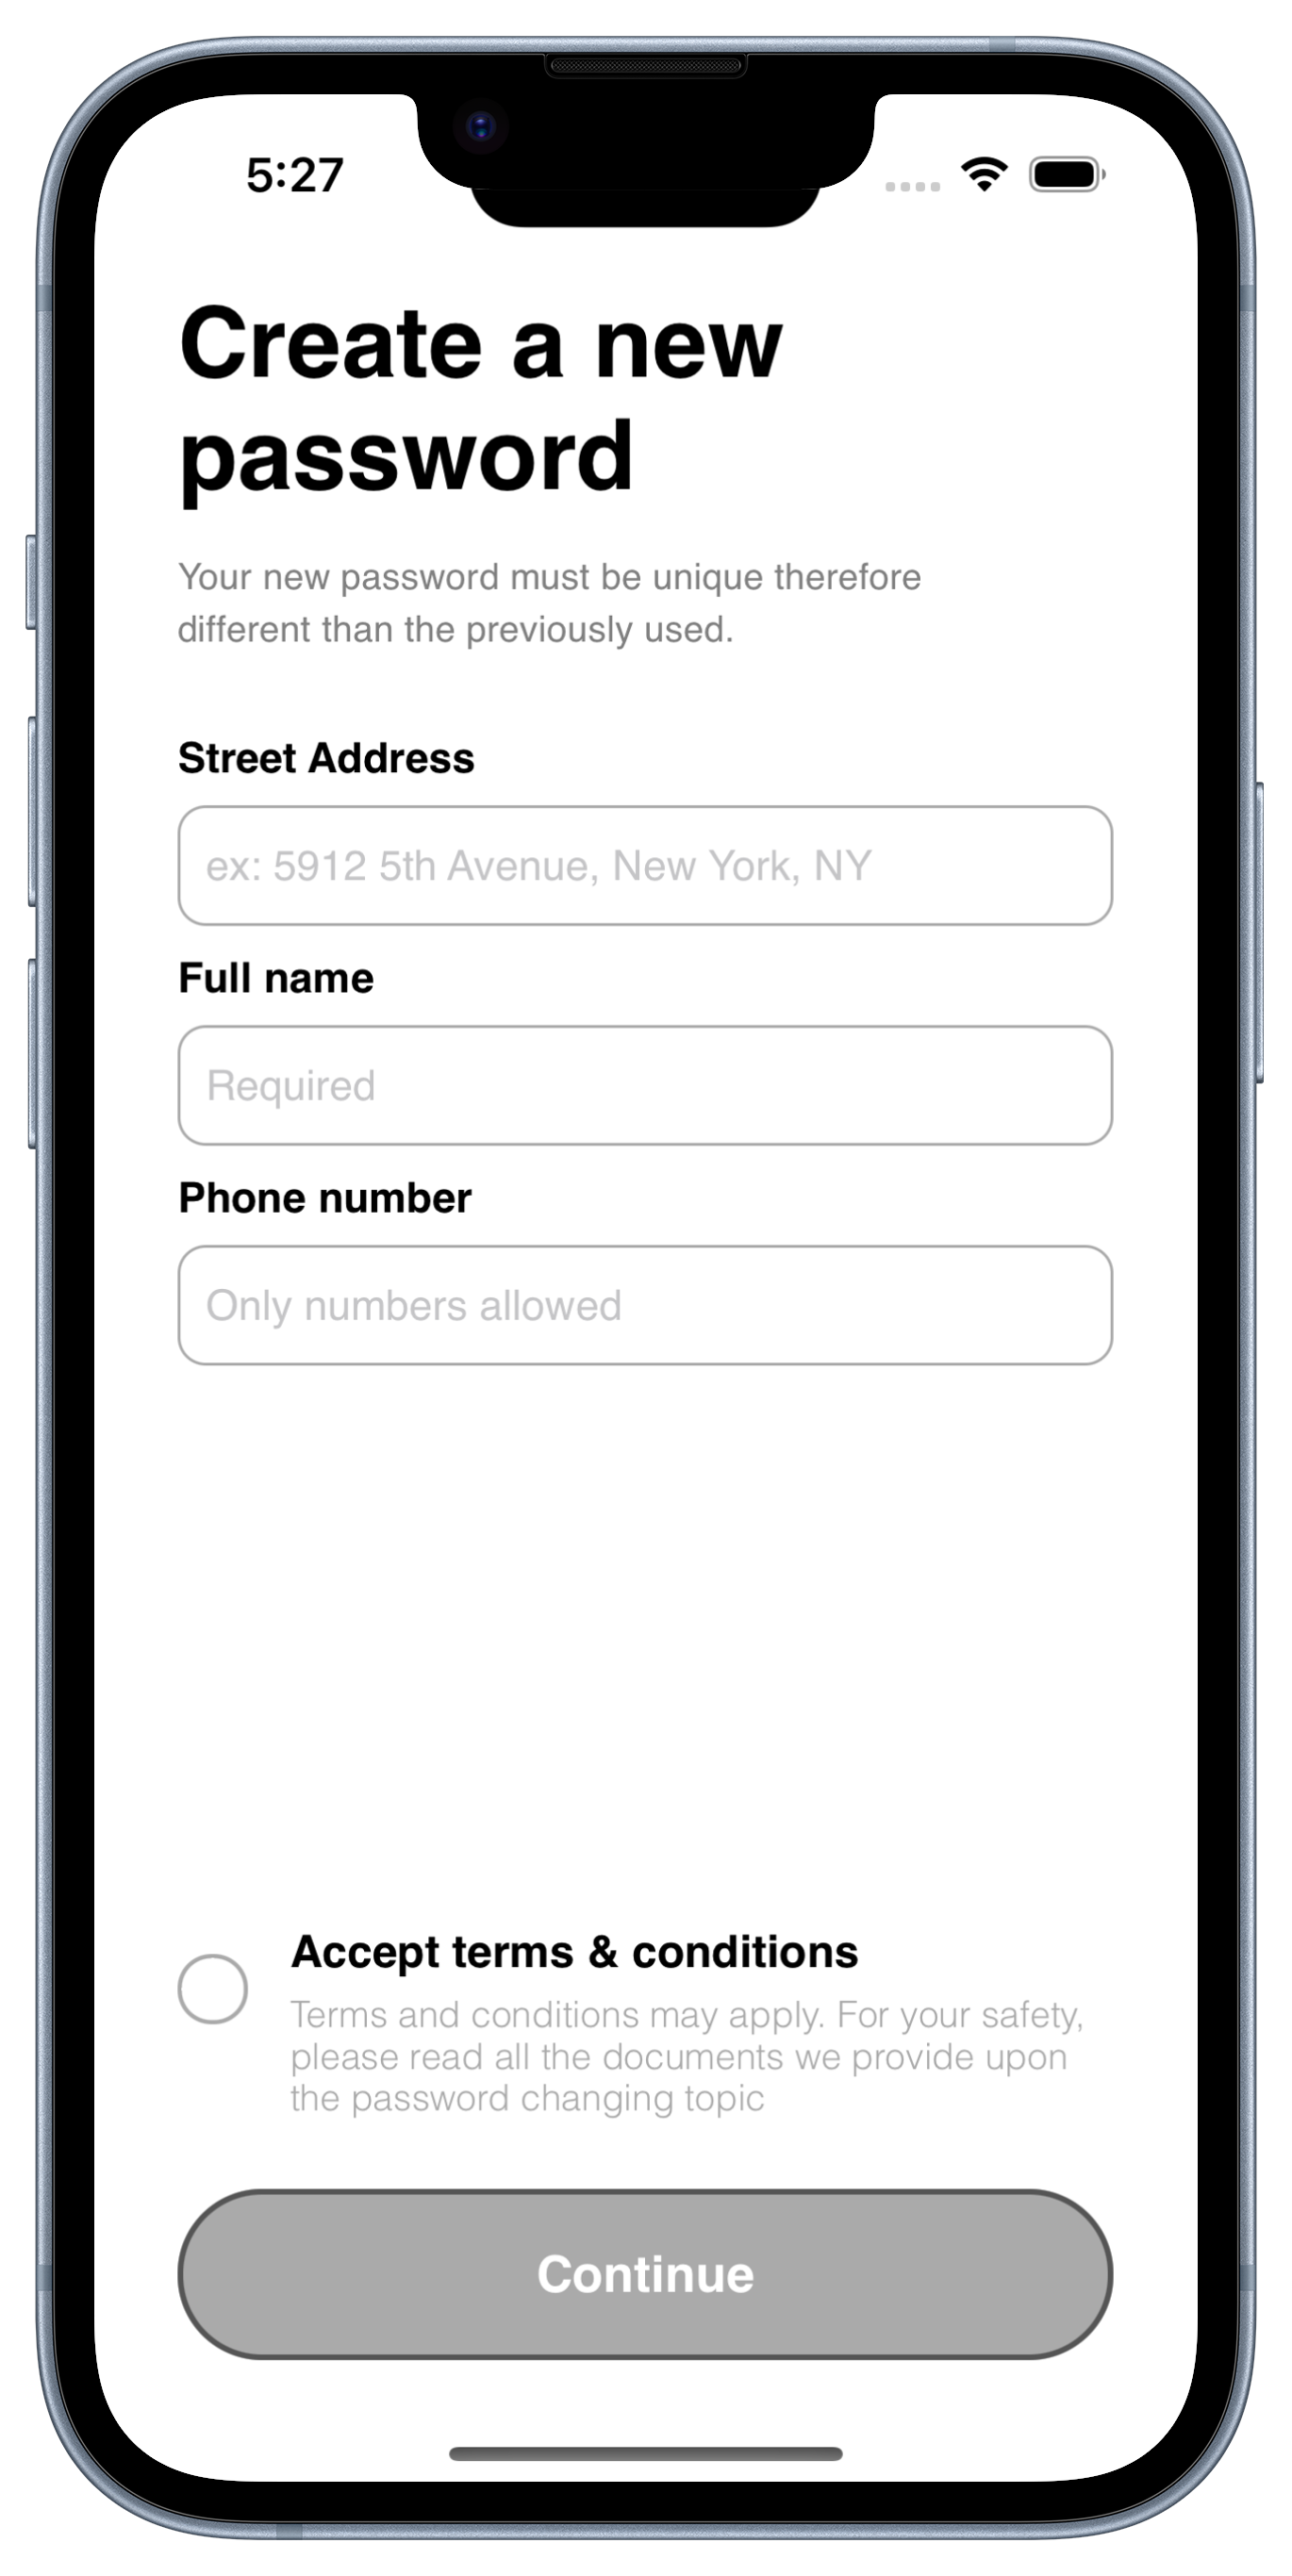 5:27
Create a new
password
Your new password must be unique therefore
different than the previously used.
Street Address
ex: 5912 5th Avenue, New York, NY
Full name
Required
Phone number
Only numbers allowed
Accept terms & conditions
Terms and conditions may apply. For your safety,
please read all the documents we provide upon
the password changing topic
Continue